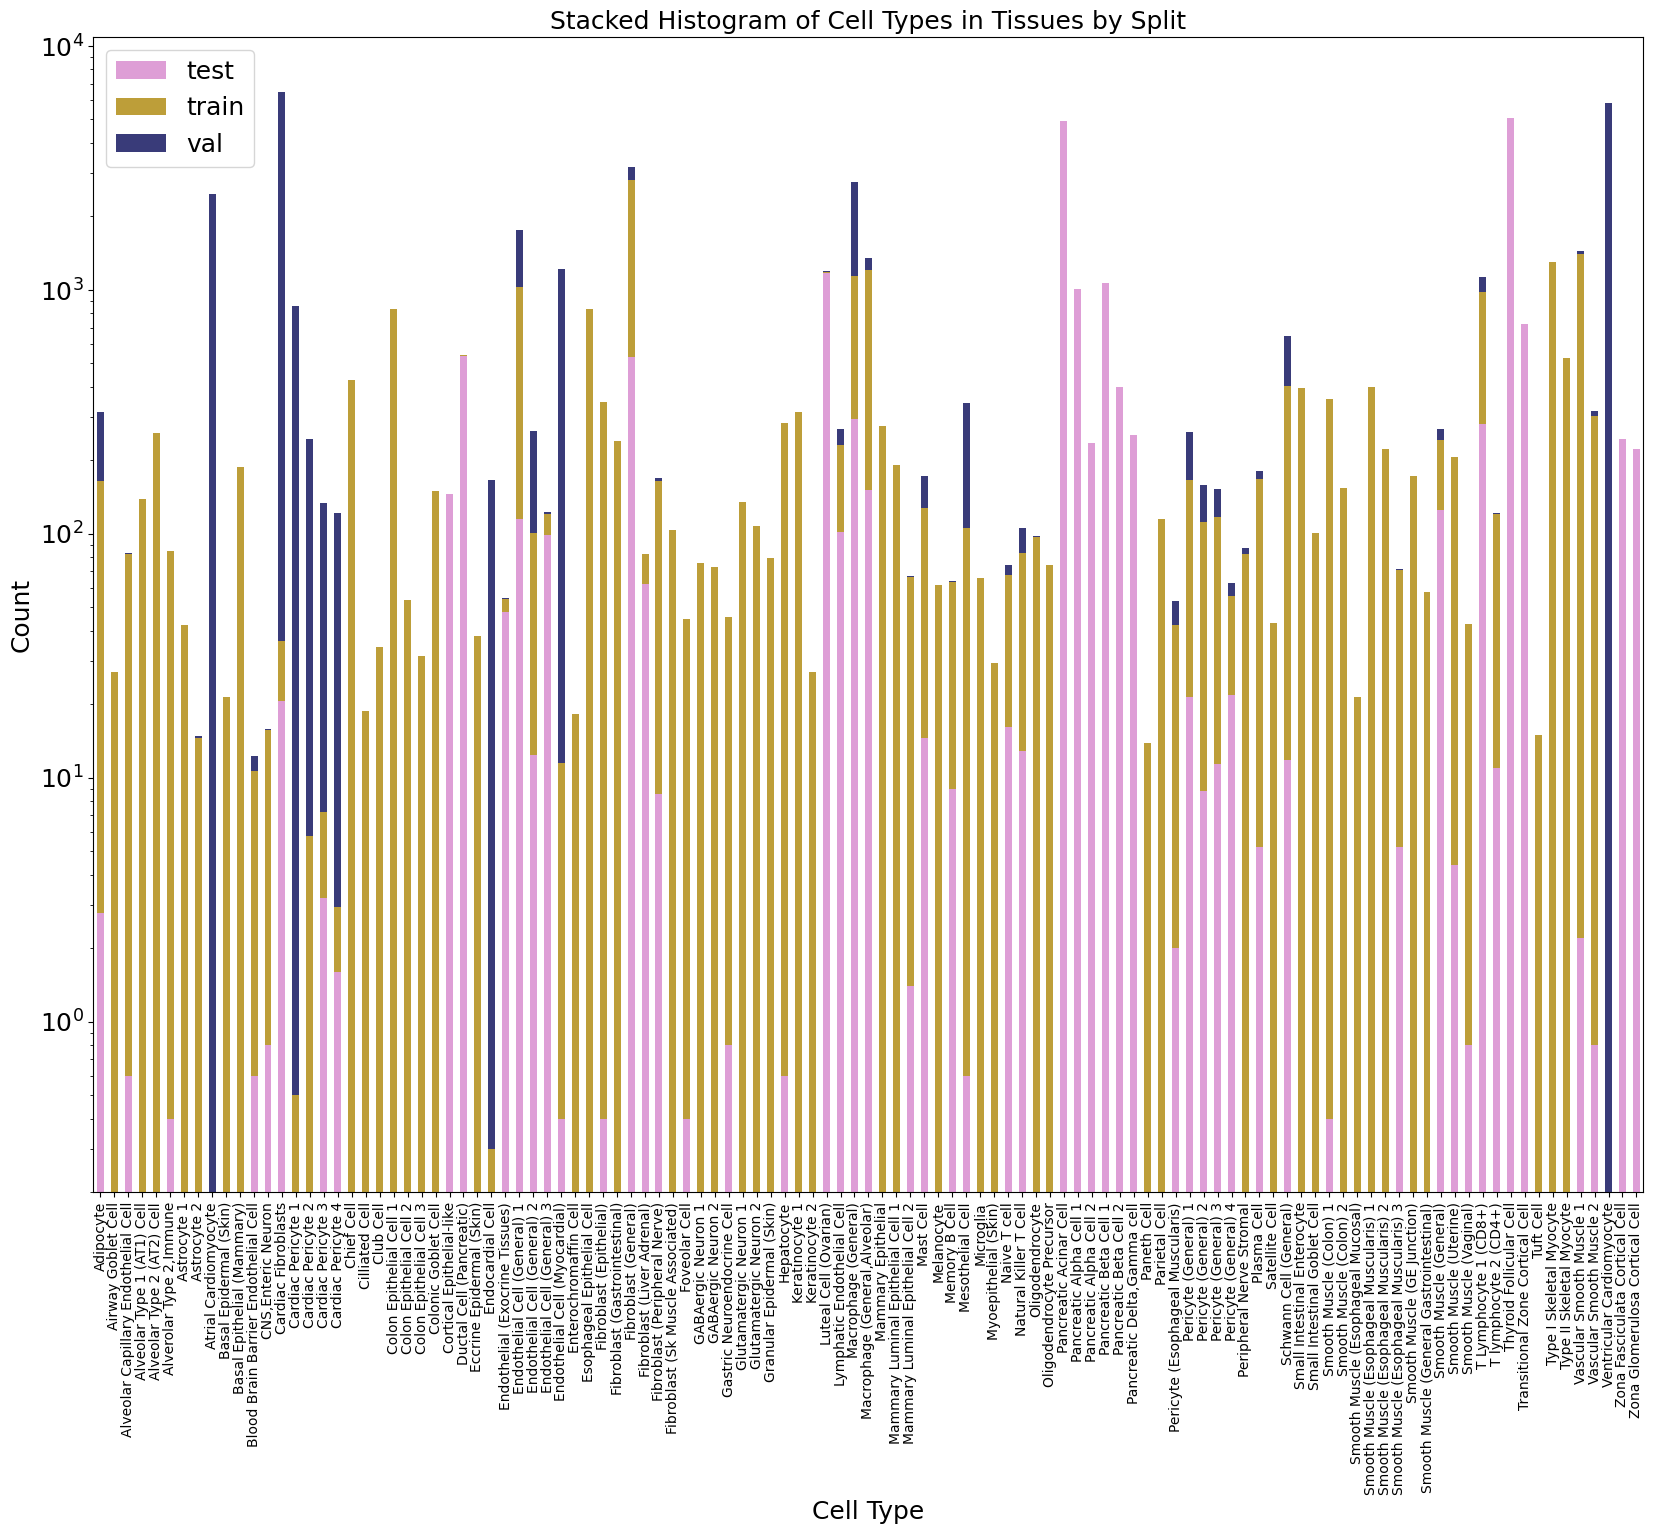 Stacked Histogram of Cell Types in Tissues by Split
test
train
val
Count
10^4
10^3
10^2
10^1
10^0
Adipocyte
Airway Goblet Cell
Alveolar Capillary Endothelial Cell
Alveolar Type 1 (AT1) Cell
Alveolar Type 2 (AT2) Cell
Alverolar Type 2,Immune
Astrocyte 1
Astrocyte 2
Atrial Cardiomyocyte
Basal Epidermal (Skin)
Basal Epithelial (Mammary)
Blood Brain Barrier Endothelial Cell
CNS,Enteric Neuron
Cardiac Fibroblasts
Cardiac Pericyte 1
Cardiac Pericyte 2
Cardiac Pericyte 3
Cardiac Pericyte 4
Chief Cell
Cilliated Cell
Club Cell
Colon Epithelial Cell 1
Colon Epithelial Cell 2
Colon Epithelial Cell 3
Colonic Goblet Cell
Cortical Epithelial-like
Ductal Cell (Pancreatic)
Eccrine Epidermal (Skin)
Endocardial Cell
Endothelial (Exocrine Tissues)
Endothelial Cell (General) 1
Endothelial Cell (General) 2
Endothelial Cell (General) 3
Endothelial Cell (Myocardial)
Enterochromaffin Cell
Esophageal Epithelial Cell
Fibroblast (Epithelial)
Fibroblast (Gastrointestinal)
Fibroblast (General)
Fibroblast (Liver Adrenal)
Fibroblast (Peripheral Nerve)
Fibroblast (Sk Muscle Associated)
Foveolar Cell
GABAergic Neuron 1
GABAergic Neuron 2
Gastric Neuroendocrine Cell
Glutamatergic Neuron 1
Glutamatergic Neuron 2
Granular Epidermal (Skin)
Hepatocyte
Keratinocyte 1
Keratinocyte 2
Luteal Cell (Ovarian)
Lymphatic Endothelial Cell
Macrophage (General)
Macrophage (General,Alveolar)
Mammary Epithelial
Mammary Luminal Epithelial Cell 1
Mammary Luminal Epithelial Cell 2
Mast Cell
Melanocyte
Memory B Cell
Mesothelial Cell
Microglia
Myoepithelial (Skin)
Naive T cell
Natural Killer T Cell
Oligodendrocyte
Oligodendrocyte Precursor
Pancreatic Acinar Cell
Pancreatic Alpha Cell 1
Pancreatic Alpha Cell 2
Pancreatic Beta Cell 1
Pancreatic Beta Cell 2
Pancreatic Delta,Gamma cell
Paneth Cell
Parietal Cell
Pericyte (Esophageal Muscularis)
Pericyte (General) 1
Pericyte (General) 2
Pericyte (General) 3
Pericyte (General) 4
Peripheral Nerve Stromal
Plasma Cell
Satellite Cell
Schwann Cell (General)
Small Intestinal Enterocyte
Small Intestinal Goblet Cell
Smooth Muscle (Colon) 1
Smooth Muscle (Colon) 2
Smooth Muscle (Esophageal Mucosal)
Smooth Muscle (Esophageal Muscularis) 1
Smooth Muscle (Esophageal Muscularis) 2
Smooth Muscle (Esophageal Muscularis) 3
Smooth Muscle (GE Junction)
Smooth Muscle (General Gastrointestinal)
Smooth Muscle (General)
Smooth Muscle (Uterine)
Smooth Muscle (Vaginal)
T Lymphocyte 1 (CD8+)
T lymphocyte 2 (CD4+)
Thyroid Follicular Cell
Transitional Zone Cortical Cell
Tuft Cell
Type I Skeletal Myocyte
Type II Skeletal Myocyte
Vascular Smooth Muscle 1
Vascular Smooth Muscle 2
Ventricular Cardiomyocyte
Zona Fasciculata Cortical Cell
Zona Glomerulosa Cortical Cell
Cell Type